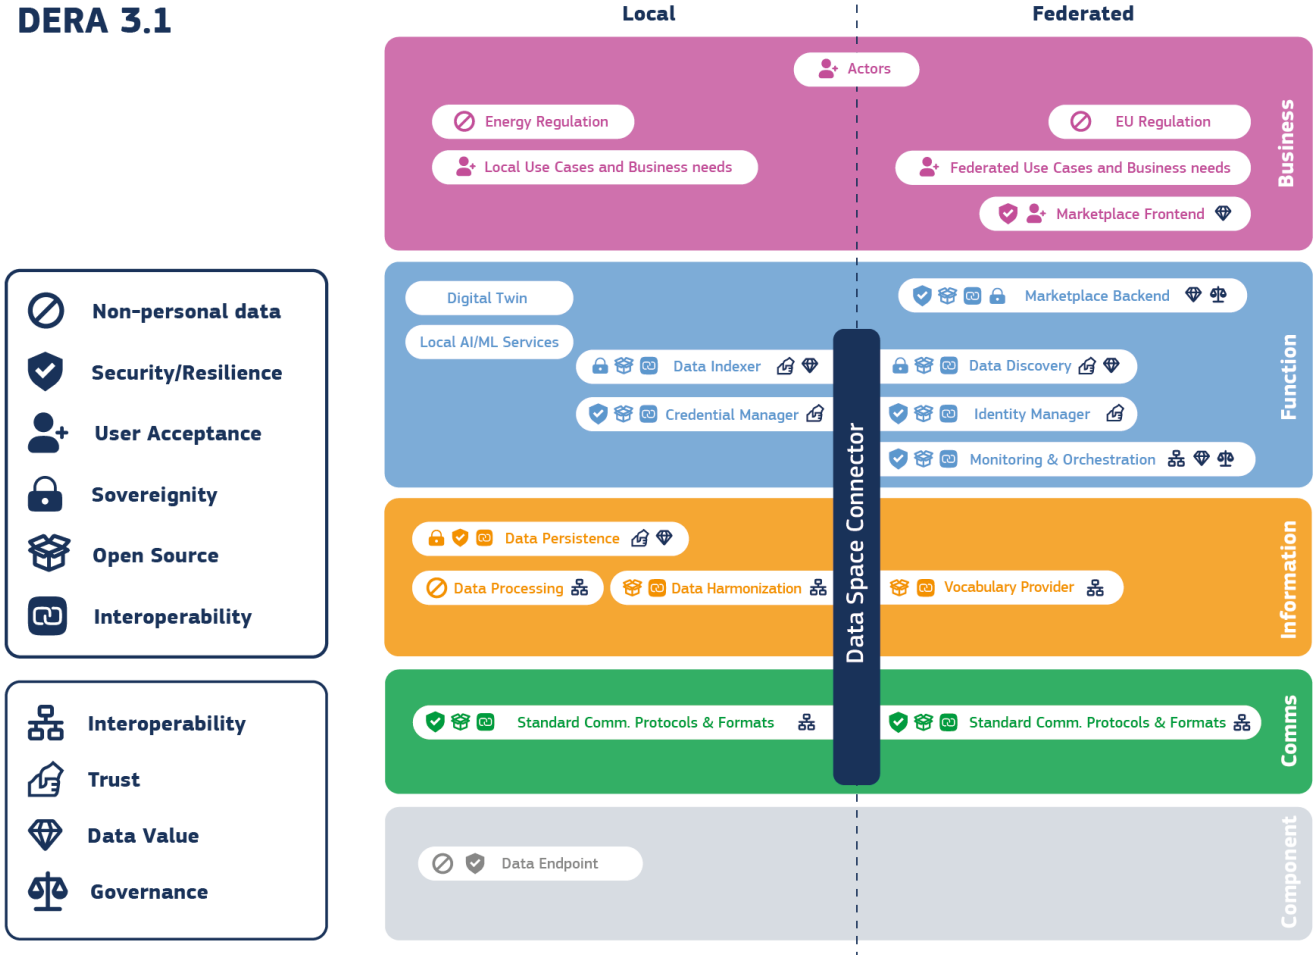 DERA 3.1
Local
Federated
Actors
Energy Regulation
EU Regulation
Local Use Cases and Business needs
Federated Use Cases and Business needs
Marketplace Frontend
Business
Non-personal data
Security/Resilience
User Acceptance
Sovereignity
Open Source
Interoperability
Digital Twin
Marketplace Backend
Local AI/ML Services
Data Indexer
Data Discovery
Credential Manager
Identity Manager
Monitoring & Orchestration
Function
Data Space Connector
Data Persistence
Data Processing
Data Harmonization
Vocabulary Provider
Information
Interoperability
Trust
Data Value
Governance
Standard Comm. Protocols & Formats
Standard Comm. Protocols & Formats
Comms
Data Endpoint
Component